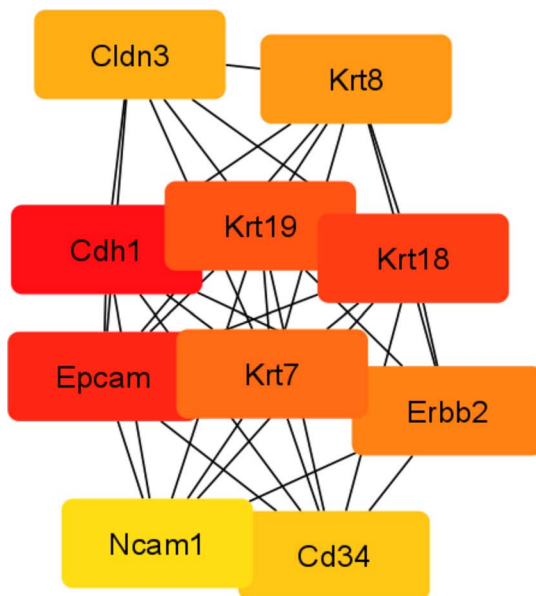 Cldn3
Krt8
Krt19
Cdh1
Krt18
Epcam
Krt7
Erbb2
Ncam1
Cd34